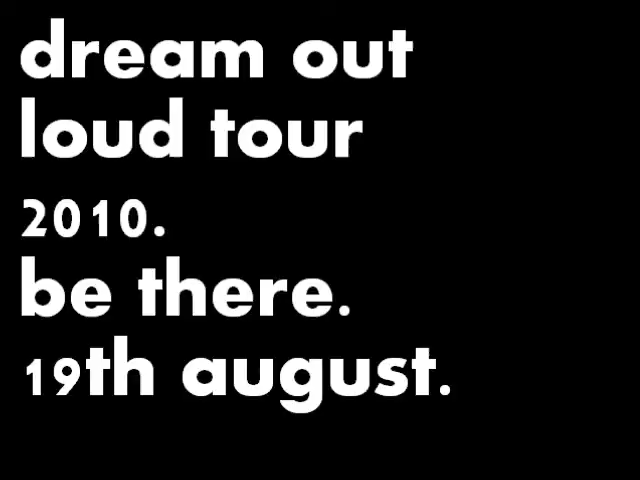 dream out
loud tour
2010.
be there.
19th august.